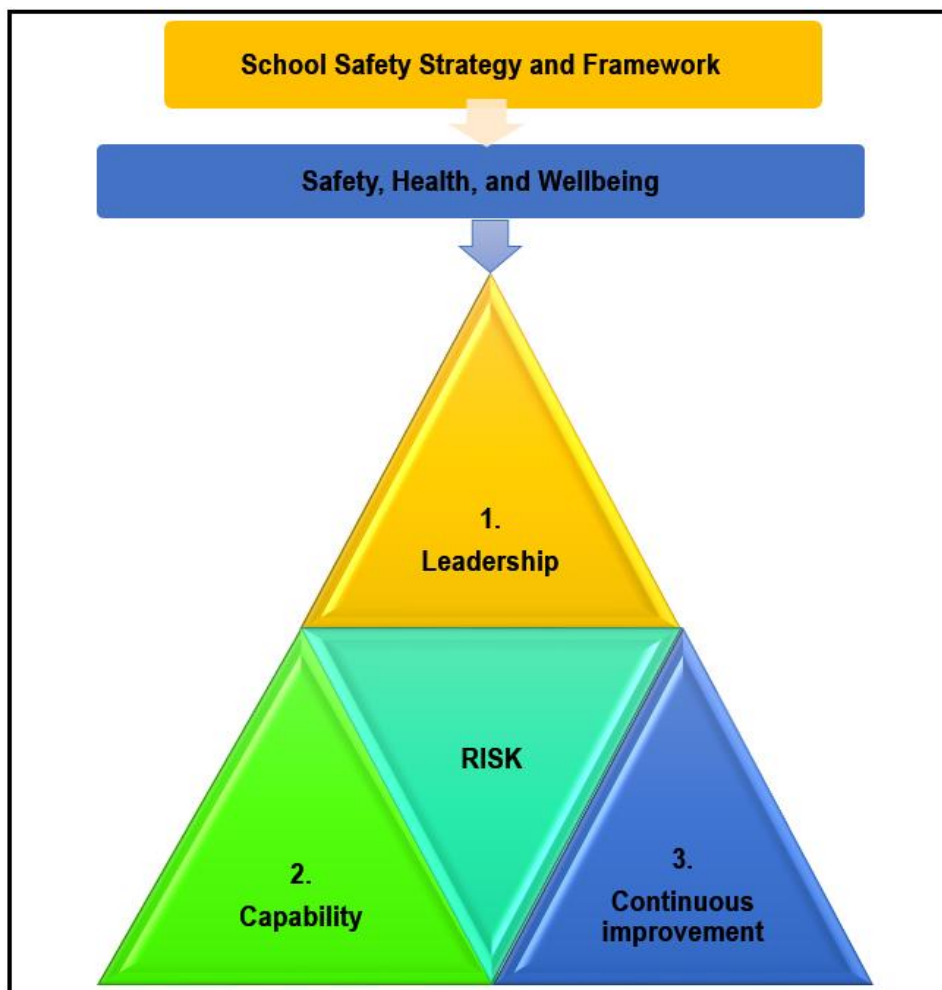 School Safety Strategy and Framework
Safety, Health, and Wellbeing
1.
Leadership
RISK
2.
Capability
3.
Continuous
improvement